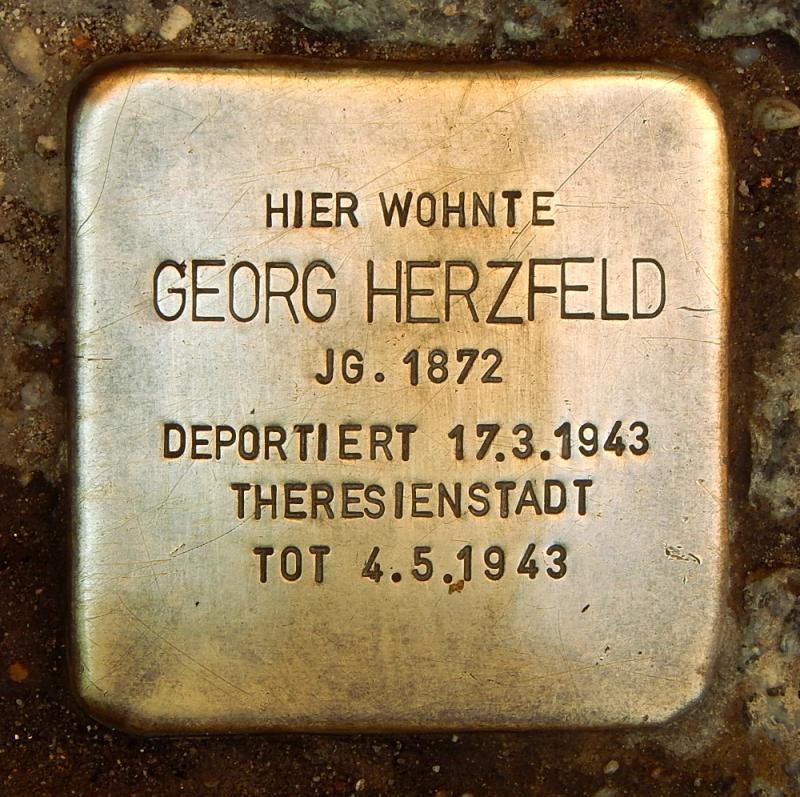 HIER WOHNTE
GEORG HERZFELD
JG. 1872
DEPORTIERT 17.3.1943
THERESIENSTADT
TOT 4.5.1943